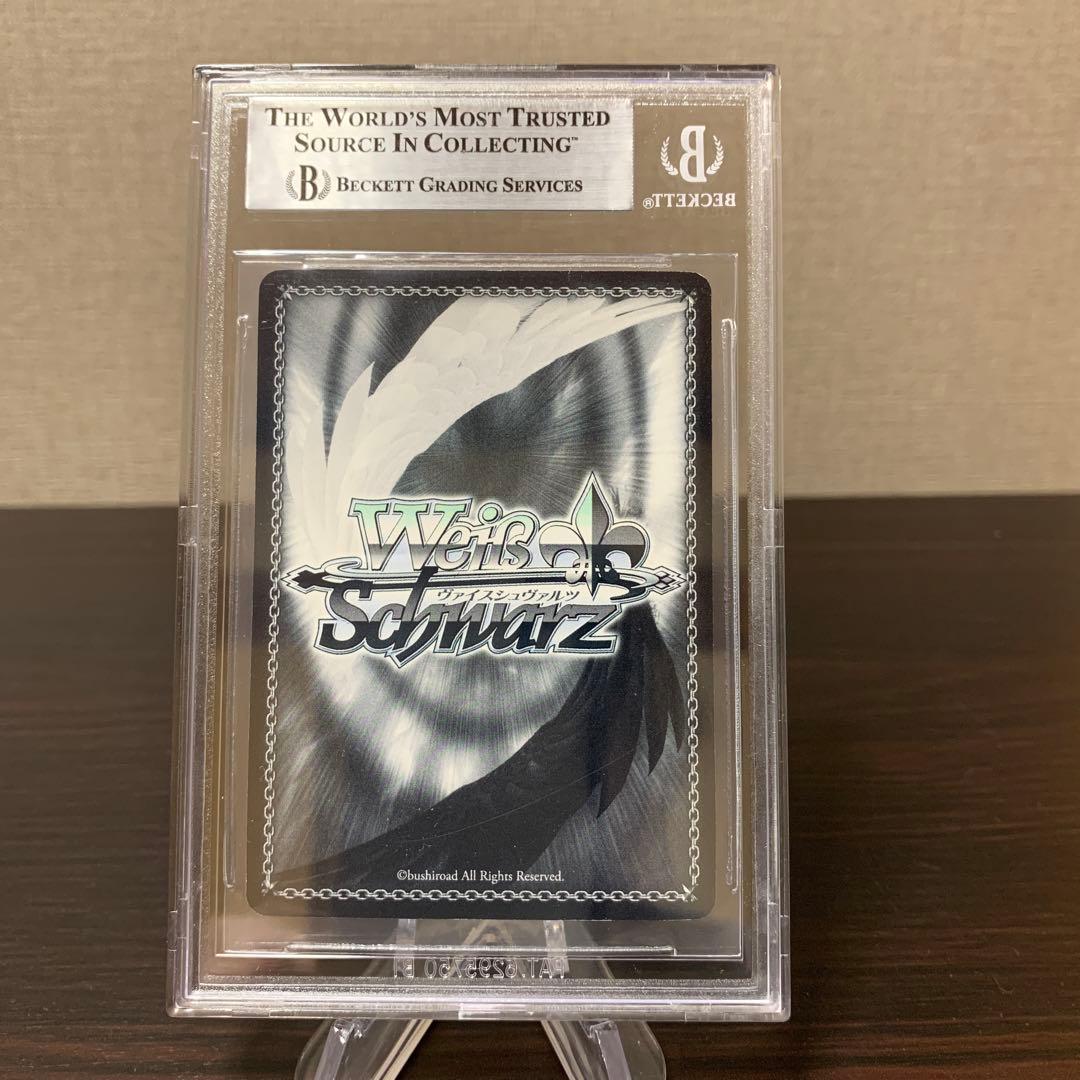 THE WORLD'S MOST TRUSTED
SOURCE IN COLLECTING™
B BECKETT GRADING SERVICES
B
BECKETT®
Weiß
ヴァイスシュヴァルツ
Schwarz
©bushiroad All Rights Reserved.